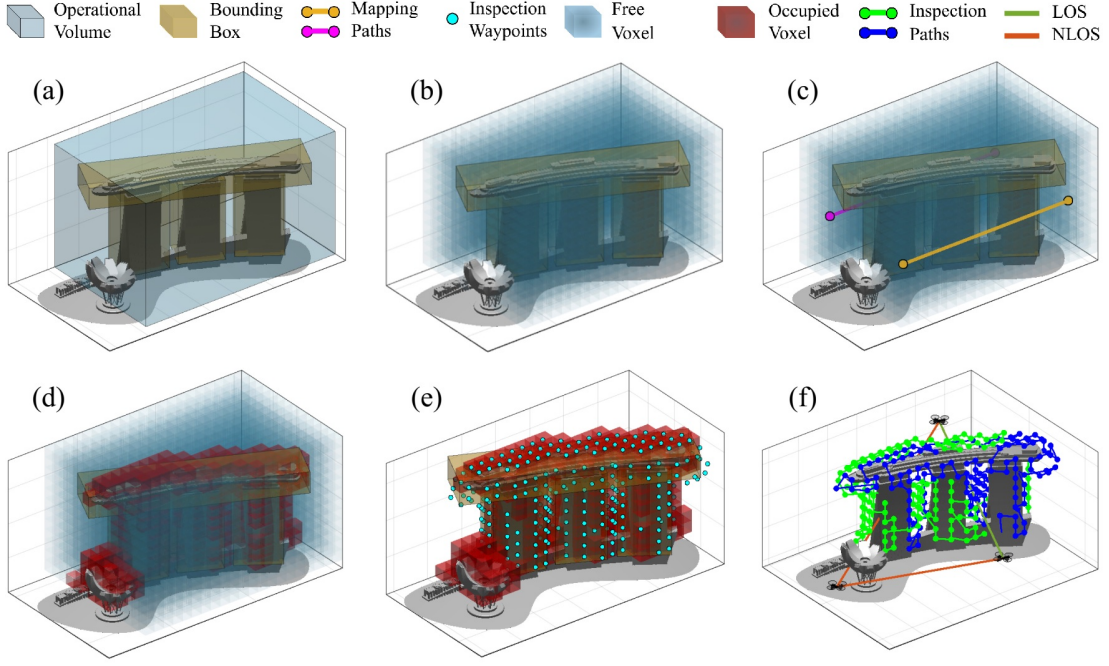 Operational Volume
Bounding Box
Mapping Paths
Inspection Waypoints
Free Voxel
Occupied Voxel
Inspection Paths
LOS
NLOS
(a)
(b)
(c)
(d)
(e)
(f)